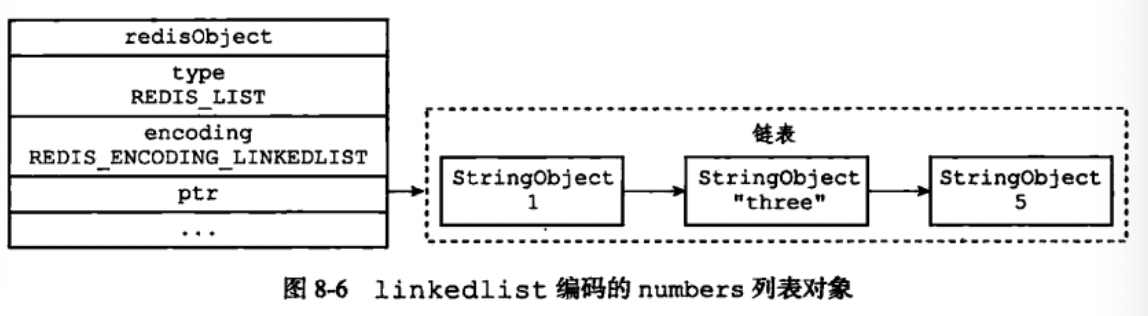 redisObject
type
REDIS_LIST
encoding
REDIS_ENCODING_LINKEDLIST
ptr
...
链表
StringObject
1
StringObject
"three"
StringObject
5
图 8-6 linkedlist 编码的 numbers 列表对象